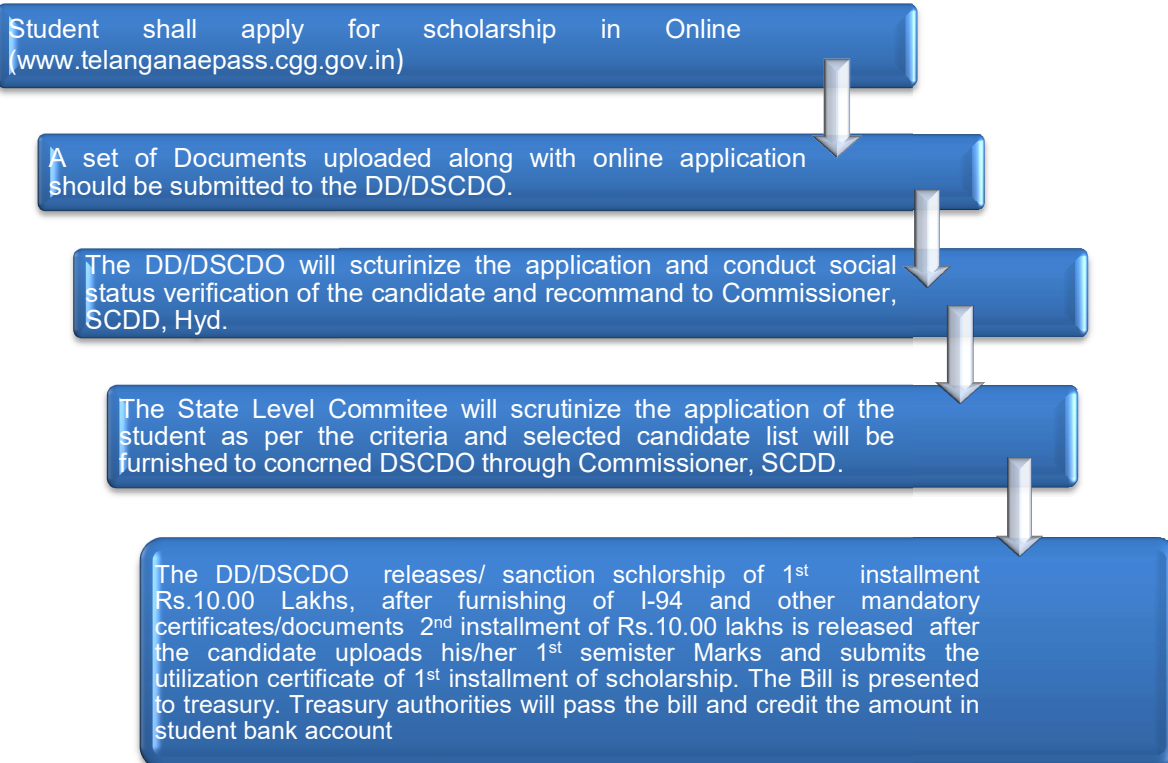 Student shall apply for scholarship in Online
(www.telanganaepass.cgg.gov.in)
A set of Documents uploaded along with online application
should be submitted to the DD/DSCDO.
The DD/DSCDO will scturinize the application and conduct social
status verification of the candidate and recommand to Commissioner,
SCDD, Hyd.
The State Level Commitee will scrutinize the application of the
student as per the criteria and selected candidate list will be
furnished to concrned DSCDO through Commissioner, SCDD.
The DD/DSCDO releases/ sanction schlorship of 1st installment
Rs.10.00 Lakhs, after furnishing of I-94 and other mandatory
certificates/documents 2nd installment of Rs.10.00 lakhs is released after
the candidate uploads his/her 1st semister Marks and submits the
utilization certificate of 1st installment of scholarship. The Bill is presented
to treasury. Treasury authorities will pass the bill and credit the amount in
student bank account